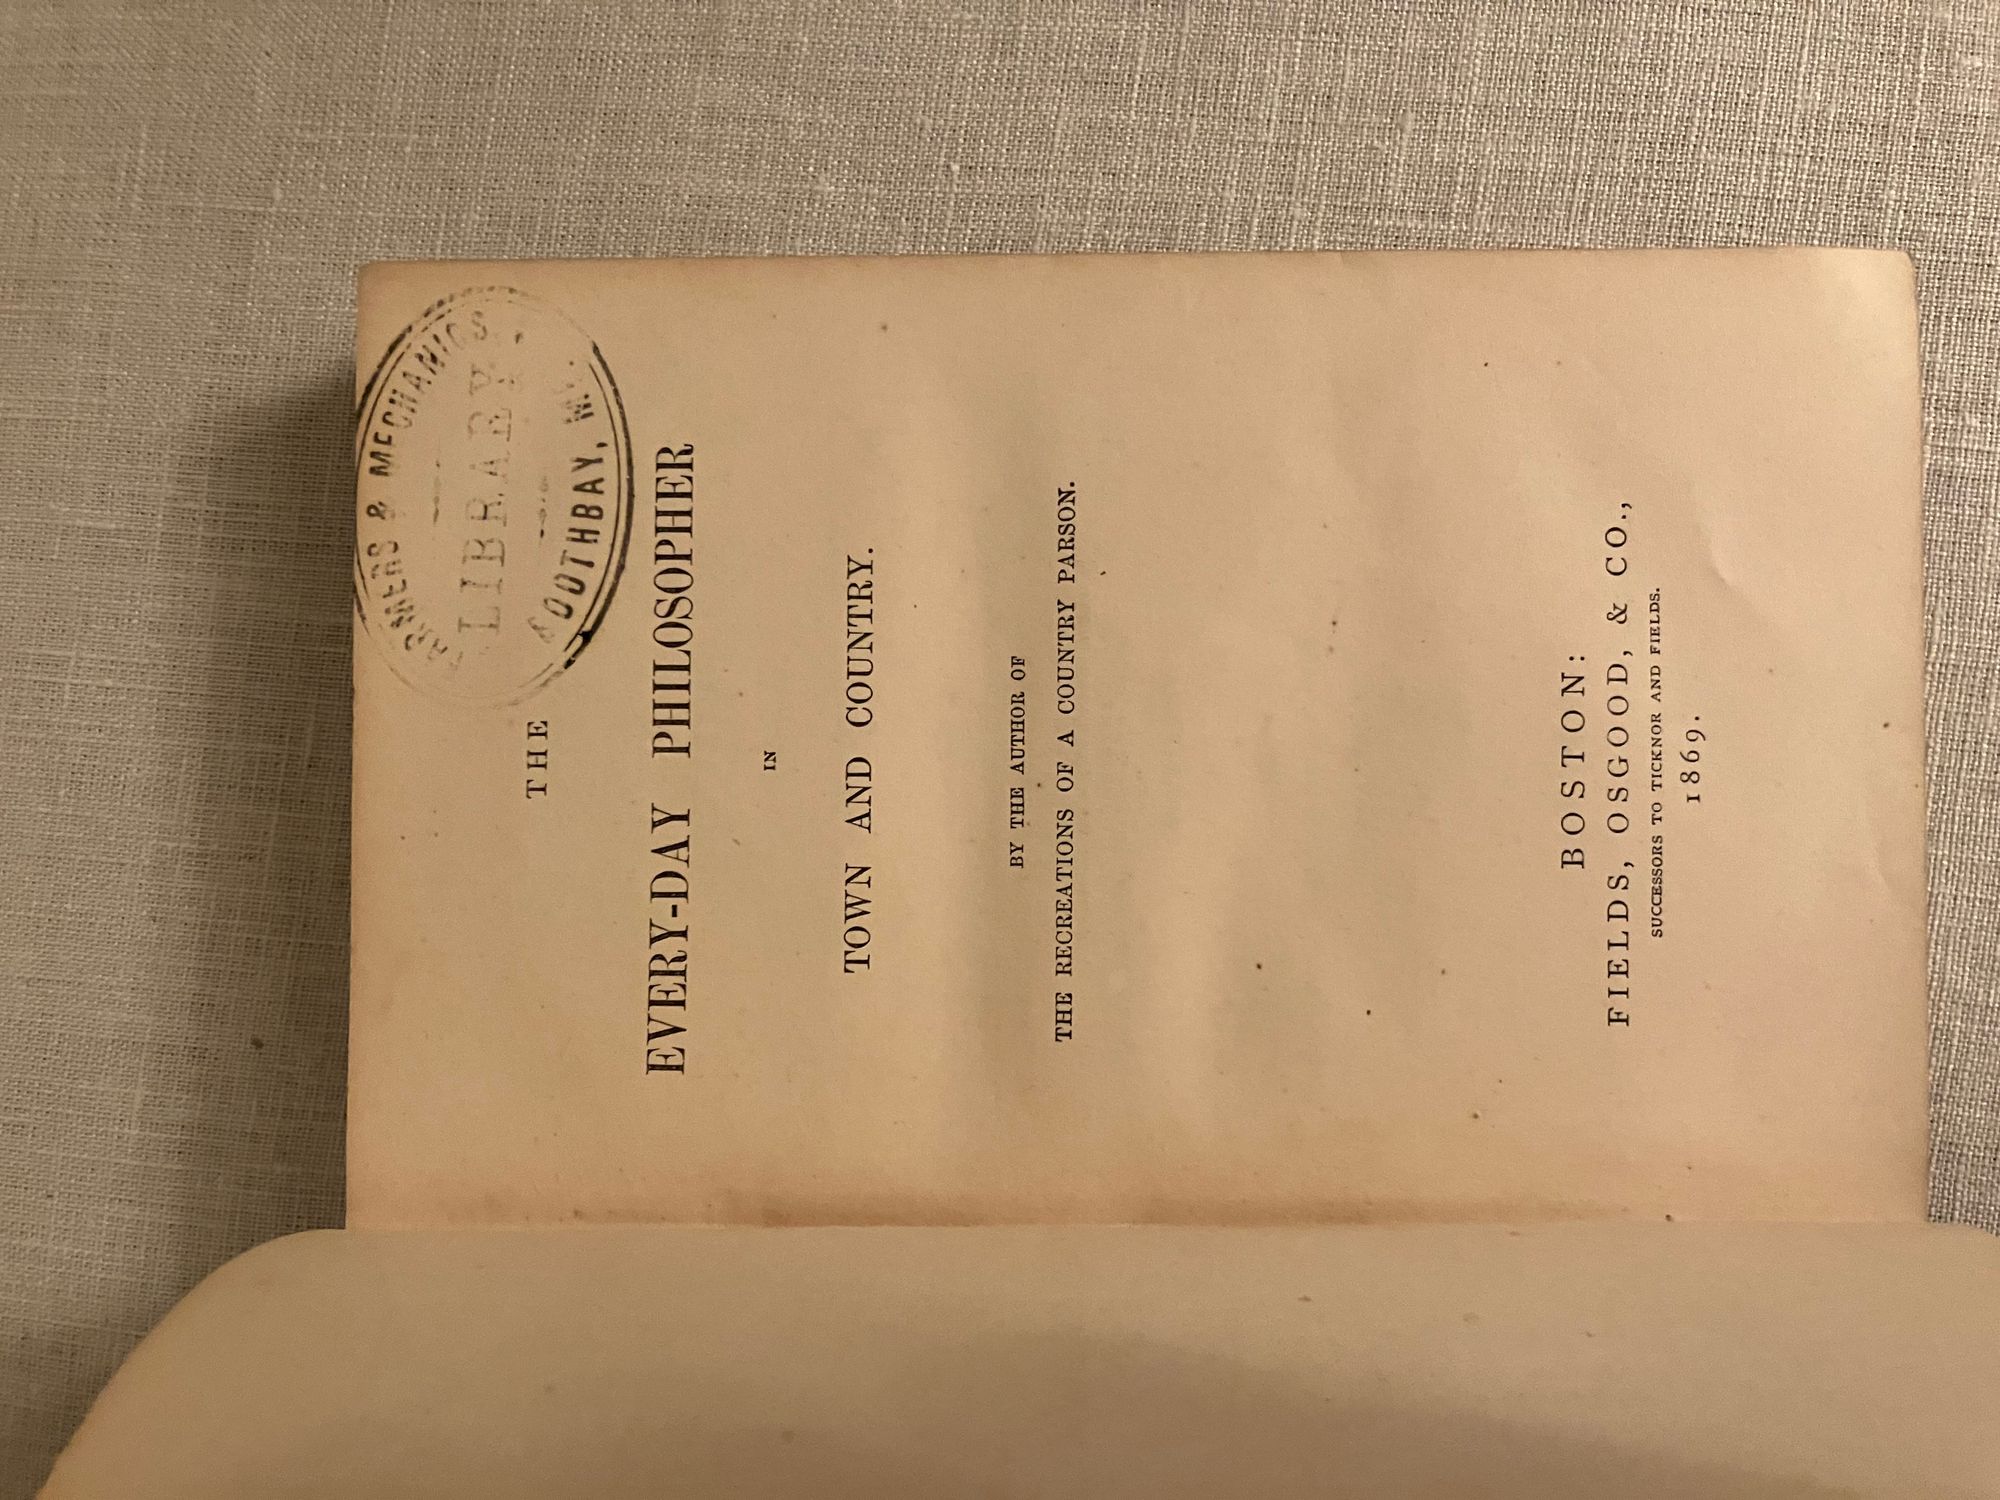 ARMERS & MECHANICS
LIBRARY,
BOOTHBAY, ME.
THE
EVERY-DAY PHILOSOPHER
IN
TOWN AND COUNTRY.
BY THE AUTHOR OF
THE RECREATIONS OF A COUNTRY PARSON.
BOSTON:
FIELDS, OSGOOD, & CO.,
SUCCESSORS TO TICKNOR AND FIELDS.
1869.